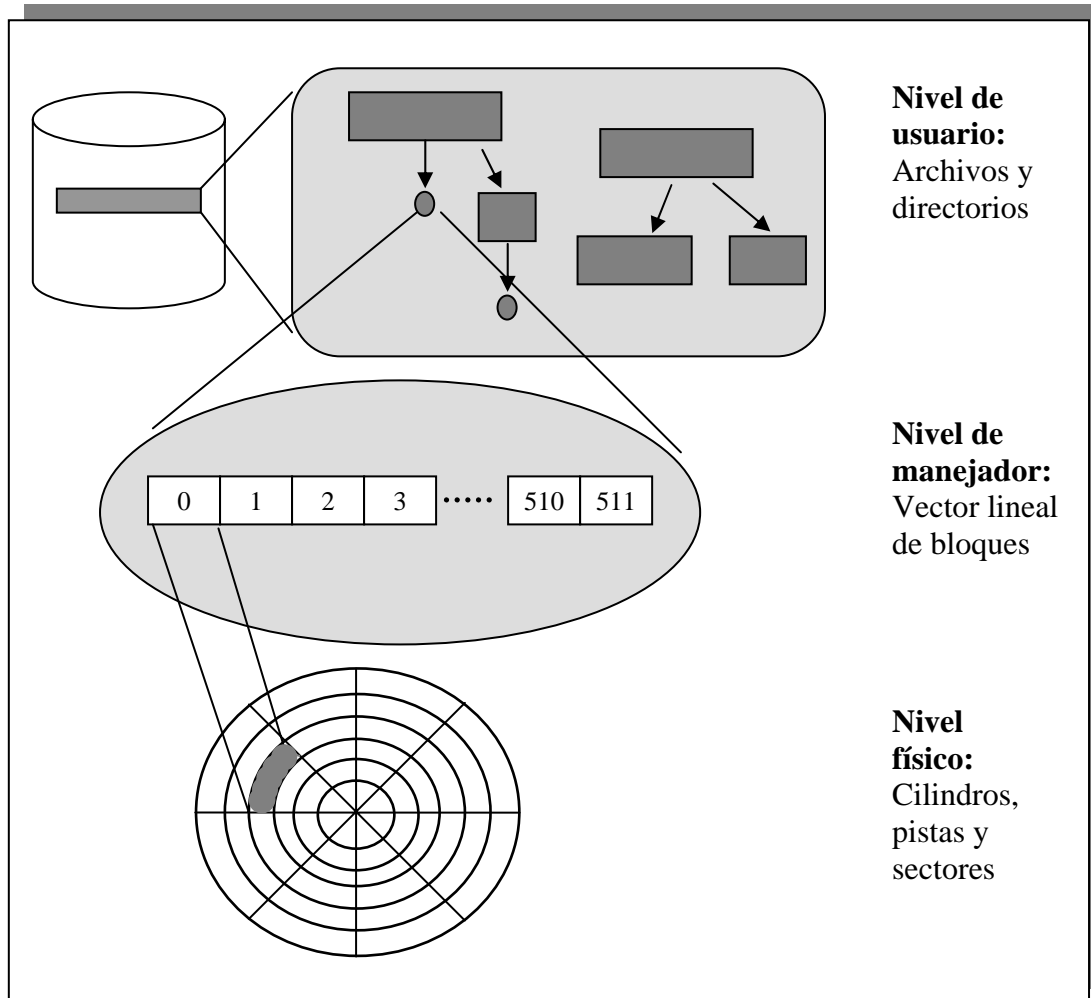 Nivel de
usuario:
Archivos y
directorios
Nivel de
manejador:
Vector lineal
de bloques
0 1 2 3 ..... 510 511
Nivel
físico:
Cilindros,
pistas y
sectores